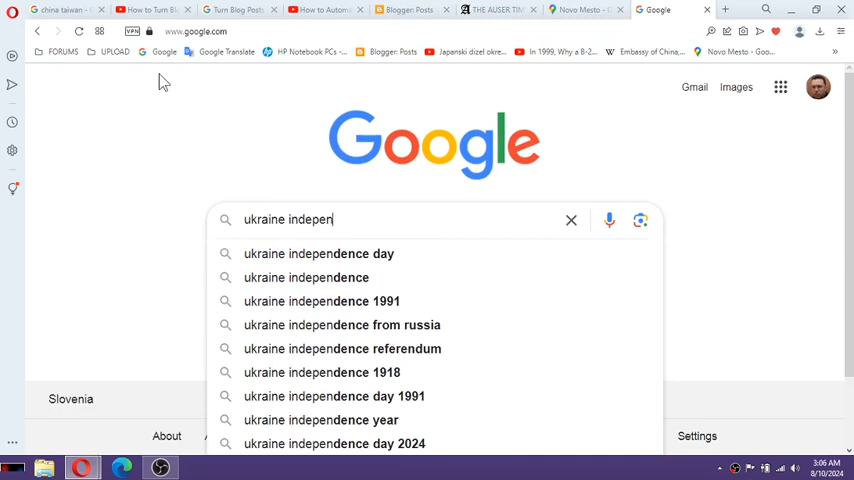 china taiwan - G
How to Turn Blo
Turn Blog Posts
How to Autom
Blogger: Posts
THE AUSER TIM
Novo Mesto - Go
Google
VPN
www.google.com
FORUMS
UPLOAD
Google
Google Translate
HP Notebook PCs -...
Blogger: Posts
Japanski dizel okre...
In 1999, Why a B-2...
Embassy of China,...
Novo Mesto - Goo...
Gmail
Images
Google
ukraine indepen
ukraine independence day
ukraine independence
ukraine independence 1991
ukraine independence from russia
ukraine independence referendum
ukraine independence 1918
ukraine independence day 1991
ukraine independence year
ukraine independence day 2024
Slovenia
About
Settings
3:06 AM
8/10/2024